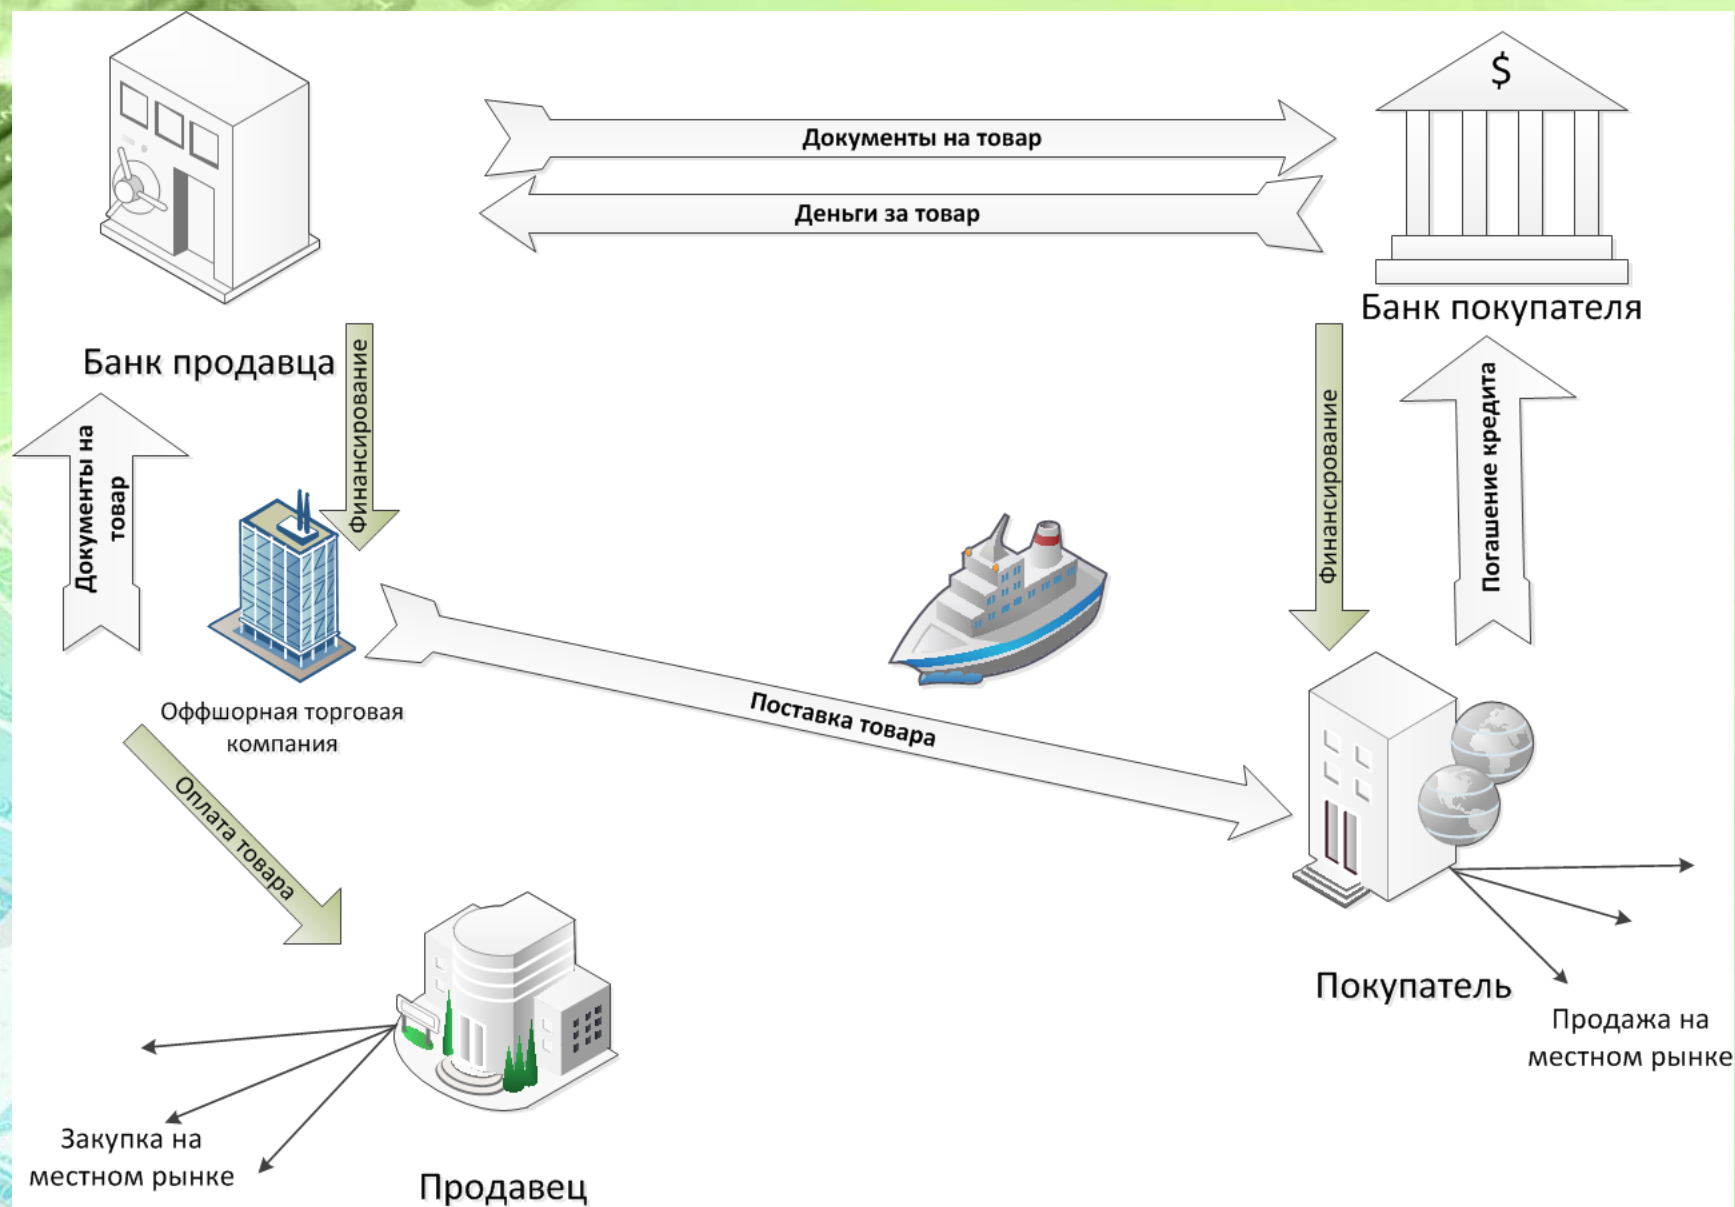 $
Документы на товар
Деньги за товар
Банк покупателя
Банк продавца
Финансирование
Документы на
товар
Финансирование
Погашение кредита
Оффшорная торговая
компания
Поставка товара
Оплата товара
Покупатель
Продажа на
местном рынке
Закупка на
местном рынке
Продавец